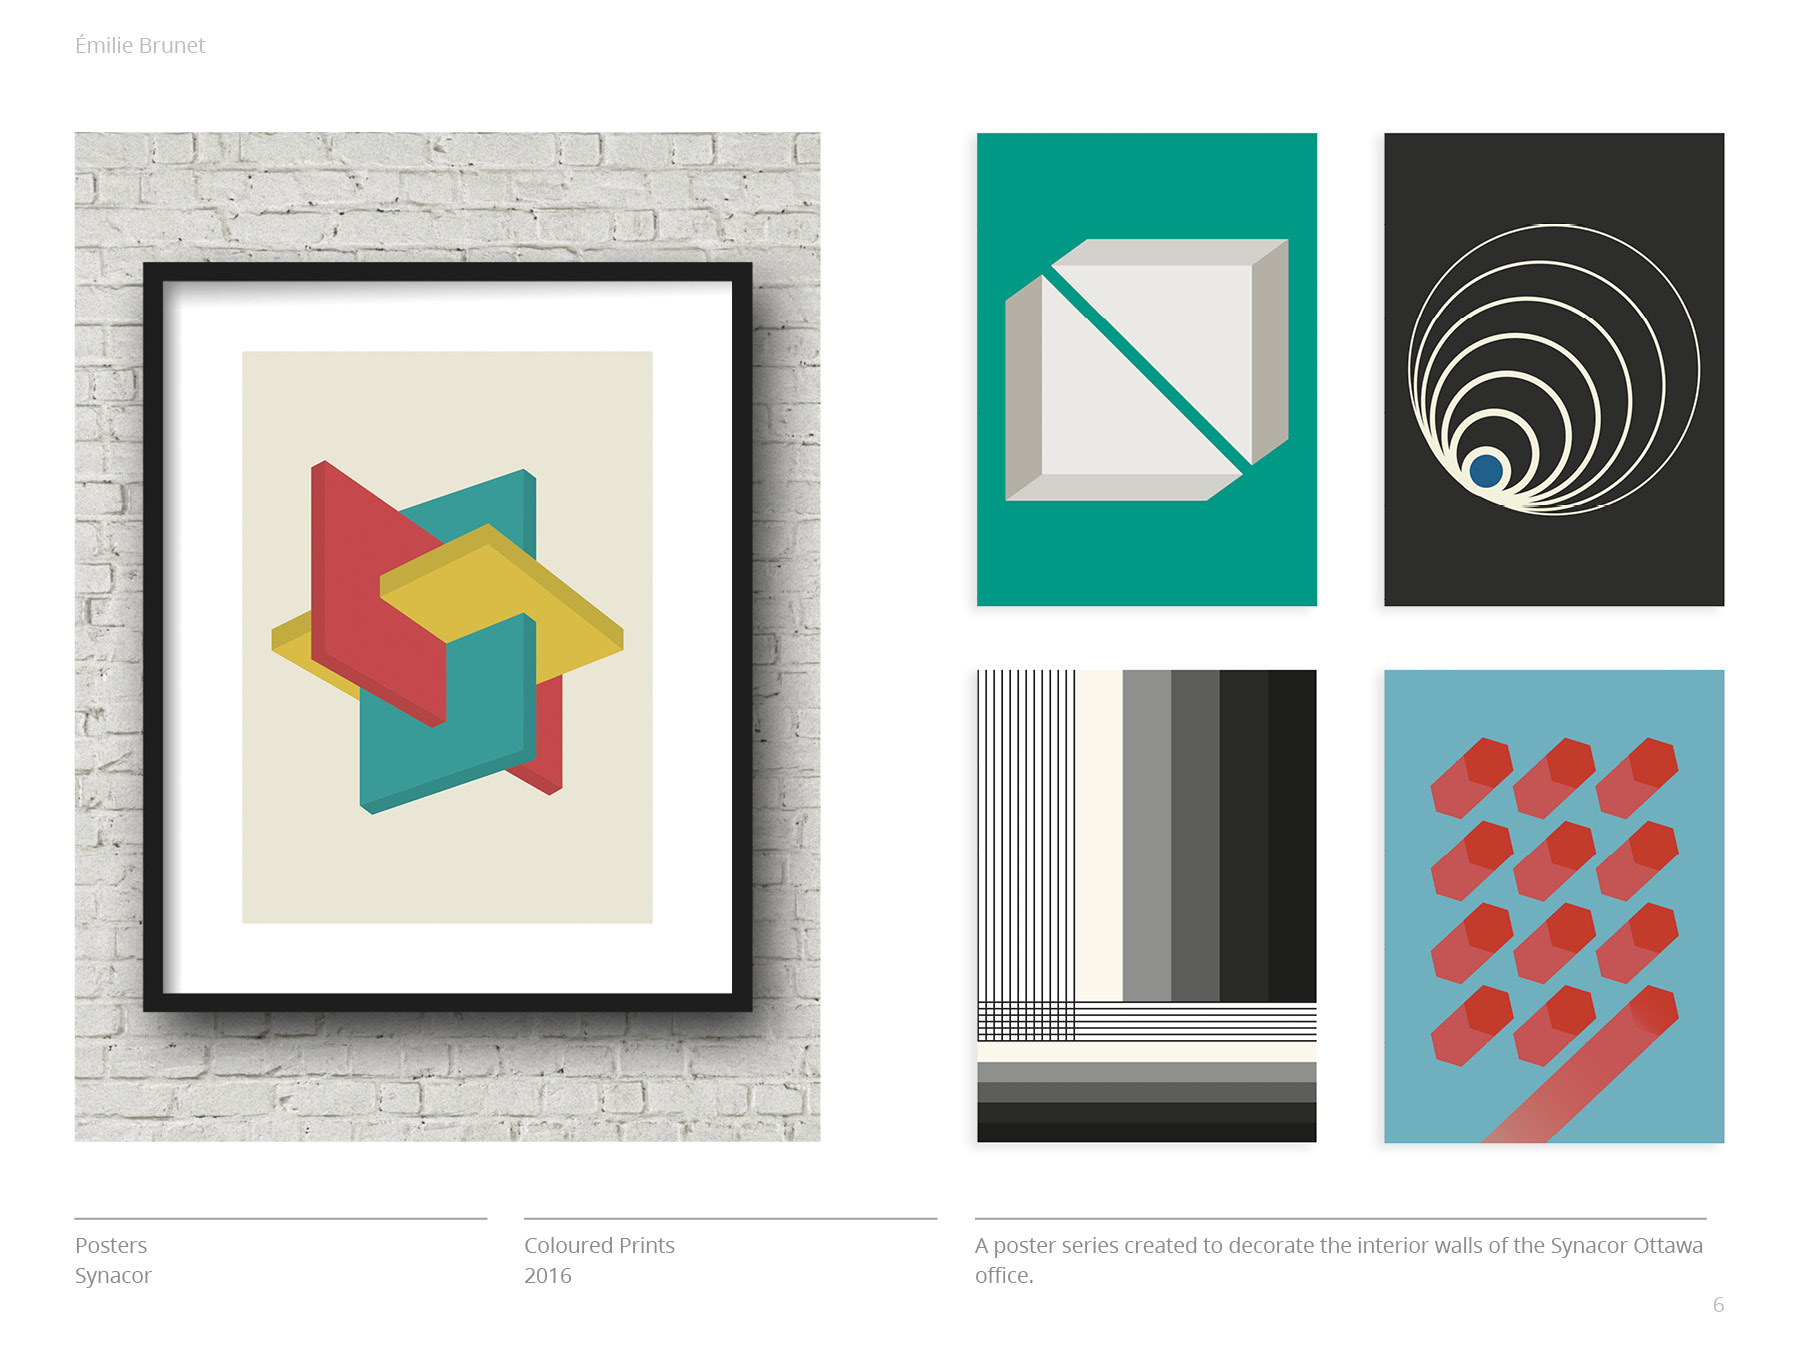 Émilie Brunet
Posters
Synacor
Coloured Prints
2016
A poster series created to decorate the interior walls of the Synacor Ottawa
office.
6